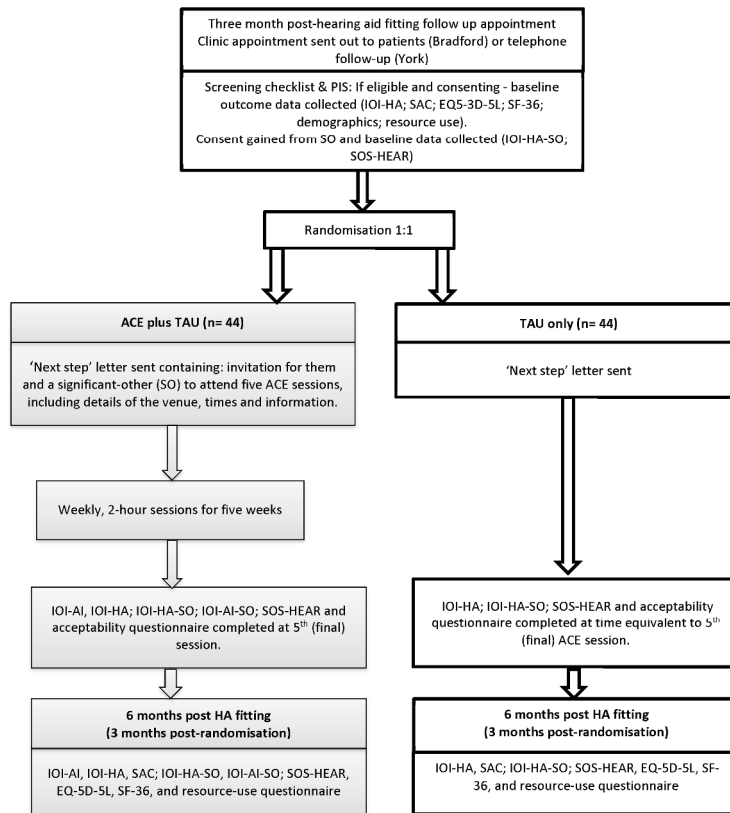 Three month post-hearing aid fitting follow up appointment
Clinic appointment sent out to patients (Bradford) or telephone
follow-up (York)
Screening checklist & PIS: If eligible and consenting - baseline
outcome data collected (IOI-HA; SAC; EQ5-3D-5L; SF-36;
demographics; resource use).
Consent gained from SO and baseline data collected (IOI-HA-SO;
SOS-HEAR)
Randomisation 1:1
ACE plus TAU (n= 44)
'Next step' letter sent containing: invitation for them
and a significant-other (SO) to attend five ACE sessions,
including details of the venue, times and information.
Weekly, 2-hour sessions for five weeks
IOI-AI, IOI-HA; IOI-HA-SO; IOI-AI-SO; SOS-HEAR and
acceptability questionnaire completed at 5th (final)
session.
6 months post HA fitting
(3 months post-randomisation)
IOI-AI, IOI-HA, SAC; IOI-HA-SO, IOI-AI-SO; SOS-HEAR,
EQ-5D-5L, SF-36, and resource-use questionnaire
TAU only (n= 44)
'Next step' letter sent
IOI-HA; IOI-HA-SO; SOS-HEAR and acceptability
questionnaire completed at time equivalent to 5th
(final) ACE session.
6 months post HA fitting
(3 months post-randomisation)
IOI-HA, SAC; IOI-HA-SO; SOS-HEAR, EQ-5D-5L, SF-
36, and resource-use questionnaire